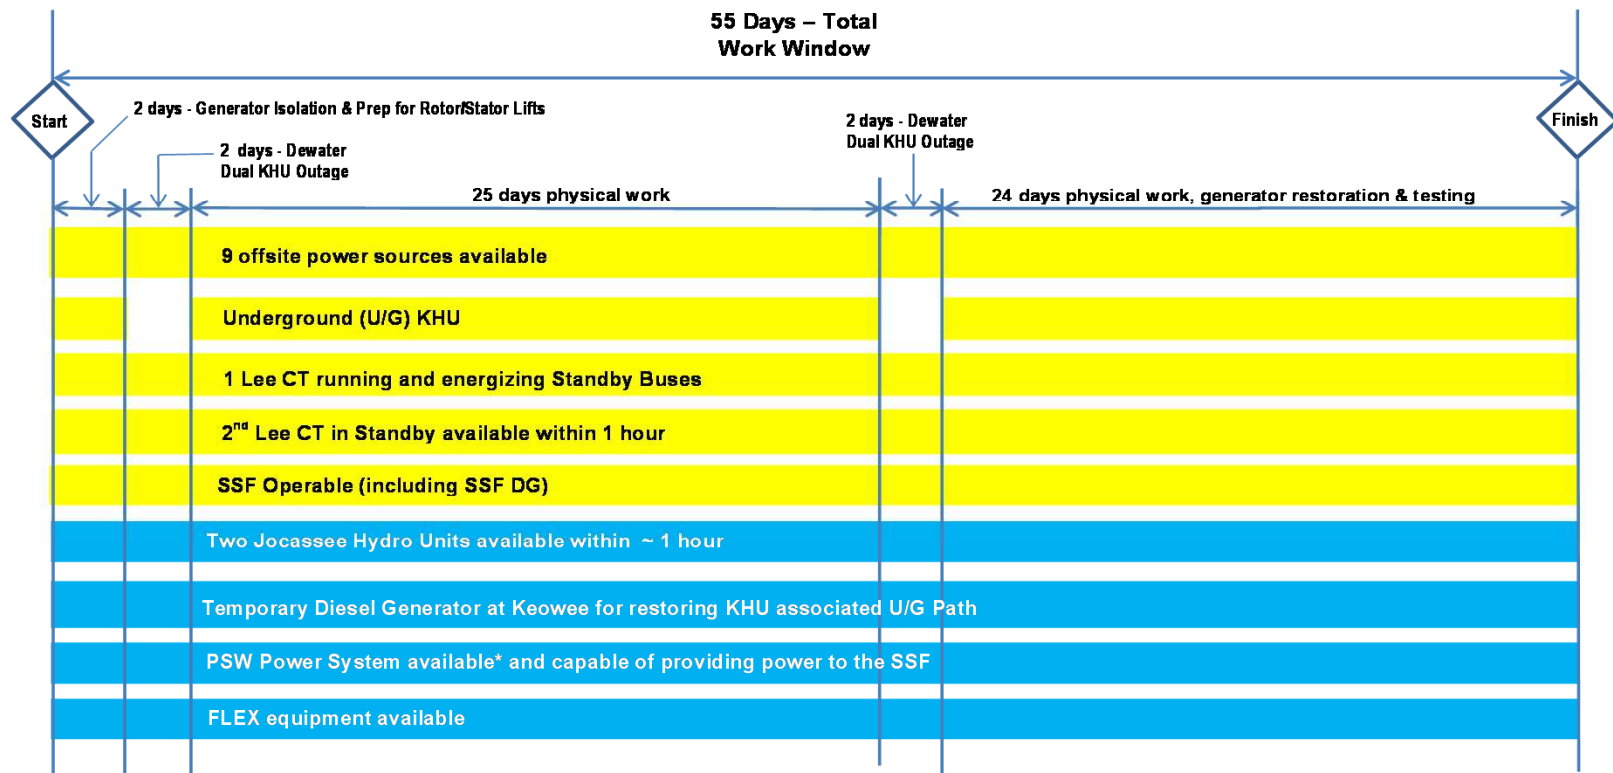 55 Days – Total
Work Window
Start
2 days - Generator Isolation & Prep for Rotor/Stator Lifts
2 days - Dewater
Dual KHU Outage
2 days - Dewater
Dual KHU Outage
Finish
25 days physical work
24 days physical work, generator restoration & testing
9 offsite power sources available
Underground (U/G) KHU
1 Lee CT running and energizing Standby Buses
2nd Lee CT in Standby available within 1 hour
SSF Operable (including SSF DG)
Two Jocassee Hydro Units available within ~ 1 hour
Temporary Diesel Generator at Keowee for restoring KHU associated U/G Path
PSW Power System available* and capable of providing power to the SSF
FLEX equipment available